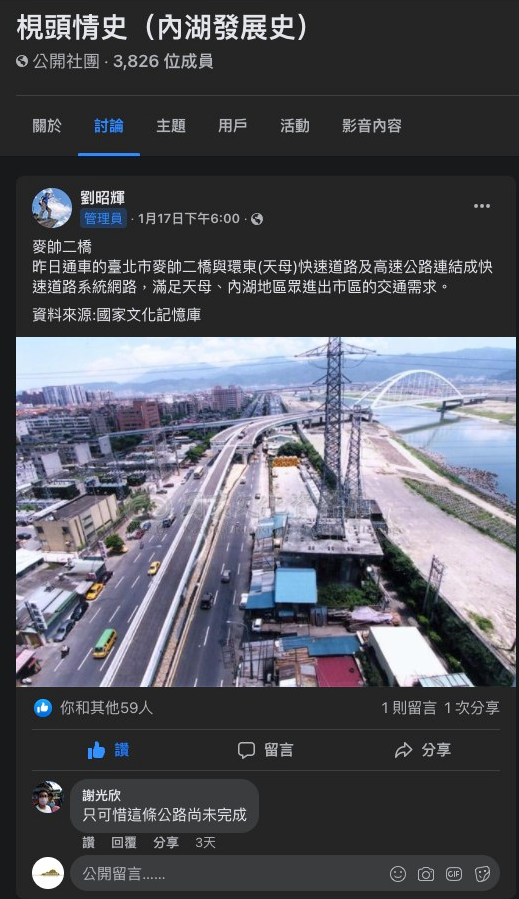 梘頭情史（內湖發展史）
公開社團 · 3,826 位成員
關於 討論 主題 用戶 活動 影音內容
劉昭輝
管理員 · 1月17日下午6:00 ·
麥帥二橋
昨日通車的臺北市麥帥二橋與環東(天母)快速道路及高速公路連結成快
速道路系統網路，滿足天母、內湖地區眾進出市區的交通需求。
資料來源:國家文化記憶庫
你和其他59人 1則留言 1次分享
讚 留言 分享
謝光欣
只可惜這條公路尚未完成
讚 回覆 分享 3天
公開留言......
GIF